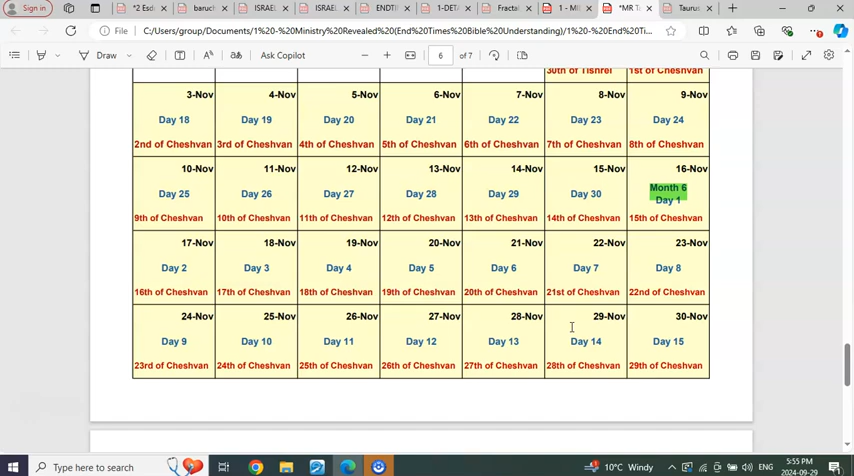 Sign in
*2 Esd
baruch
ISRAEL
ISRAEL
ENDTI
1-DETA
Fractal
1 - MIL
*MR Te
Taurus
File
C:/Users/group/Documents/1%20-%20Ministry%20Revealed%20(End%20Times%20Bible%20Understanding)/1%20-%20End%20Ti...
Draw
Ask Copilot
6
of 7
30th of Tishrei
1st of Cheshvan
3-Nov 4-Nov 5-Nov 6-Nov 7-Nov 8-Nov 9-Nov
Day 18 Day 19 Day 20 Day 21 Day 22 Day 23 Day 24
2nd of Cheshvan 3rd of Cheshvan 4th of Cheshvan 5th of Cheshvan 6th of Cheshvan 7th of Cheshvan 8th of Cheshvan
10-Nov 11-Nov 12-Nov 13-Nov 14-Nov 15-Nov 16-Nov
Month 6
Day 25 Day 26 Day 27 Day 28 Day 29 Day 30 Day 1
9th of Cheshvan 10th of Cheshvan 11th of Cheshvan 12th of Cheshvan 13th of Cheshvan 14th of Cheshvan 15th of Cheshvan
17-Nov 18-Nov 19-Nov 20-Nov 21-Nov 22-Nov 23-Nov
Day 2 Day 3 Day 4 Day 5 Day 6 Day 7 Day 8
16th of Cheshvan 17th of Cheshvan 18th of Cheshvan 19th of Cheshvan 20th of Cheshvan 21st of Cheshvan 22nd of Cheshvan
24-Nov 25-Nov 26-Nov 27-Nov 28-Nov 29-Nov 30-Nov
Day 9 Day 10 Day 11 Day 12 Day 13 Day 14 Day 15
23rd of Cheshvan 24th of Cheshvan 25th of Cheshvan 26th of Cheshvan 27th of Cheshvan 28th of Cheshvan 29th of Cheshvan
Type here to search
10°C Windy
ENG
5:55 PM
2024-09-29